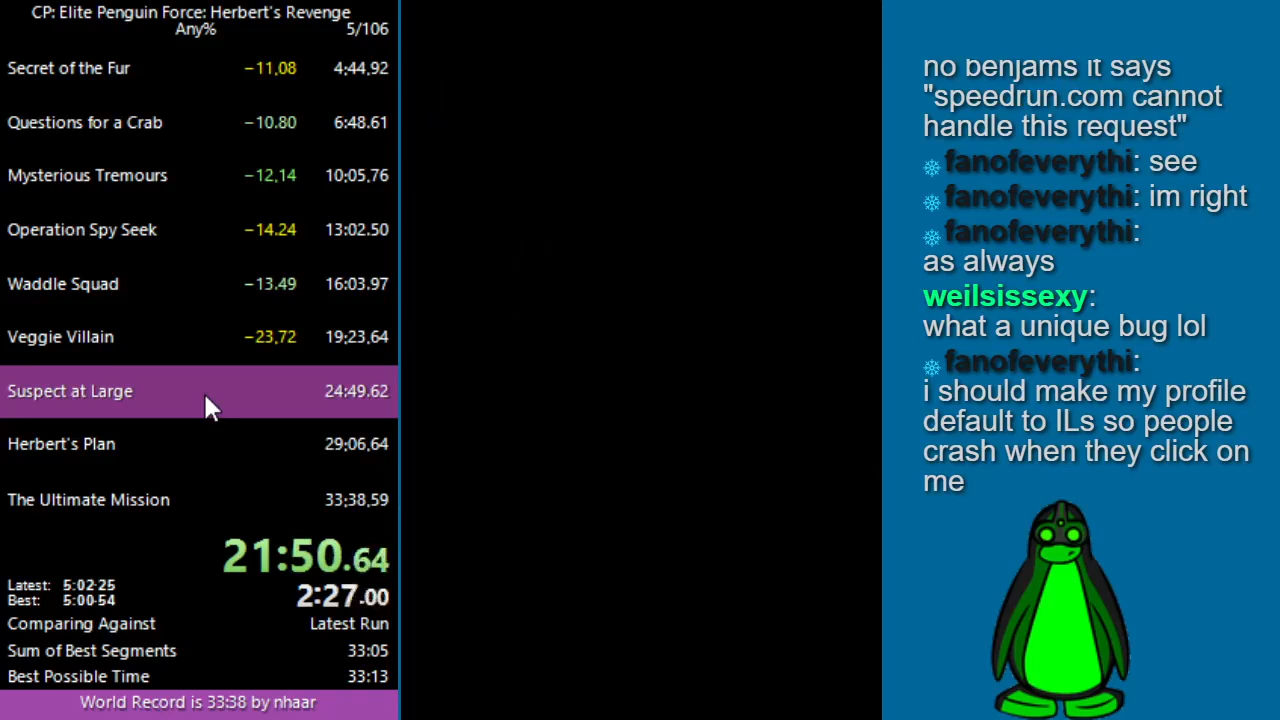 CP: Elite Penguin Force: Herbert's Revenge
Any% 5/106
Secret of the Fur −11,08 4:44,92
Questions for a Crab −10.80 6:48.61
Mysterious Tremours −12,14 10:05,76
Operation Spy Seek −14.24 13:02.50
Waddle Squad −13.49 16:03.97
Veggie Villain −23,72 19:23,64
Suspect at Large 24:49.62
Herbert's Plan 29:06,64
The Ultimate Mission 33:38,59
21:50.64
Latest: 5:02-25
Best: 5:00-54
2:27.00
Comparing Against Latest Run
Sum of Best Segments 33:05
Best Possible Time 33:13
World Record is 33:38 by nhaar
no benjams it says
"speedrun.com cannot
handle this request"
fanofeverythi: see
fanofeverythi: im right
fanofeverythi:
as always
weilsissexy:
what a unique bug lol
fanofeverythi:
i should make my profile
default to ILs so people
crash when they click on
me